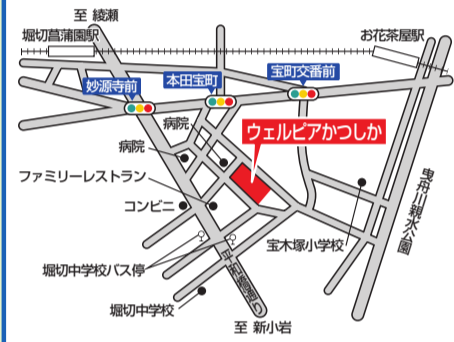 至 綾瀬
堀切菖蒲園駅
お花茶屋駅
妙源寺前
本田宝町
宝町交番前
病院
ウェルピアかつしか
病院
ファミリーレストラン
コンビニ
曳舟川親水公園
宝木塚小学校
堀切中学校バス停
平和橋通り
堀切中学校
至 新小岩